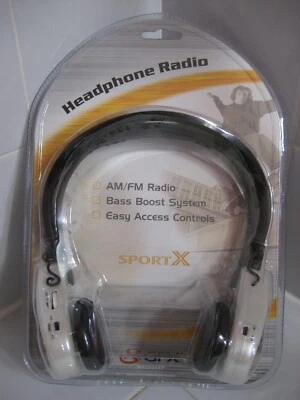 Headphone Radio
AM/FM Radio
Bass Boost System
Easy Access Controls
SPORTX